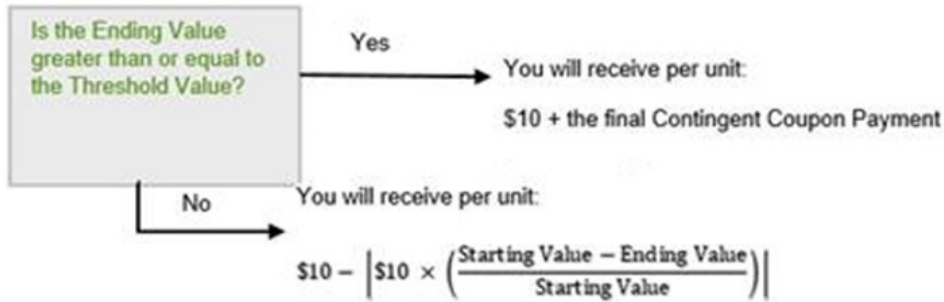 Is the Ending Value
greater than or equal to
the Threshold Value?
Yes
You will receive per unit:
$10 + the final Contingent Coupon Payment
No
You will receive per unit:
$10 − |$10 × (Starting Value − Ending Value / Starting Value)|